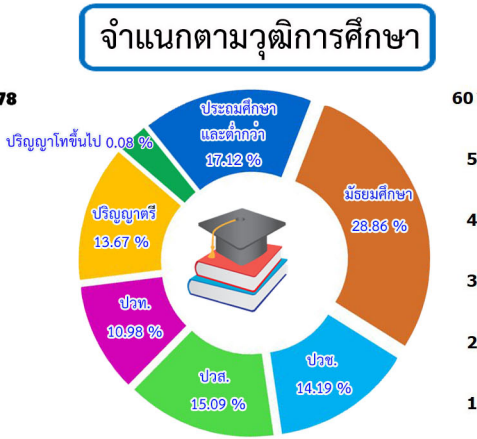 จำแนกตามวุฒิการศึกษา
78
60
ประถมศึกษา
และต่ำกว่า
17.12 %
ปริญญาโทขึ้นไป 0.08 %
5
มัธยมศึกษา
28.86 %
ปริญญาตรี
13.67 %
4
3
ปวท.
10.98 %
2
ปวช.
14.19 %
ปวส.
15.09 %
1